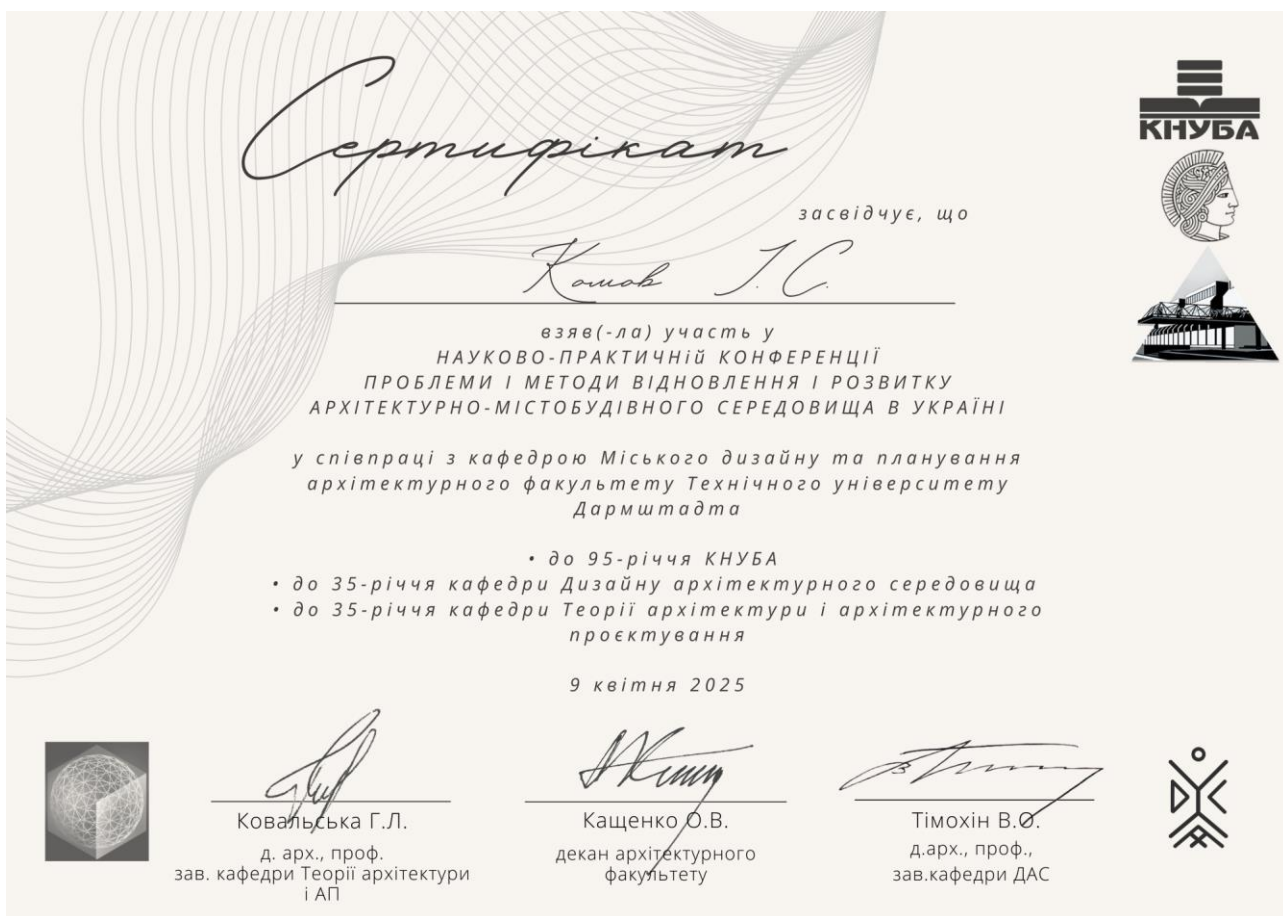 Сертифікат
КНУБА
засвідчує, що
Комов І.С.
взяв(-ла) участь у
НАУКОВО-ПРАКТИЧНій КОНФЕРЕНЦІЇ
ПРОБЛЕМИ І МЕТОДИ ВІДНОВЛЕННЯ І РОЗВИТКУ
АРХІТЕКТУРНО-МІСТОБУДІВНОГО СЕРЕДОВИЩА В УКРАЇНІ
у співпраці з кафедрою Міського дизайну та планування
архітектурного факультету Технічного університету
Дармштадта
• до 95-річчя КНУБА
• до 35-річчя кафедри Дизайну архітектурного середовища
• до 35-річчя кафедри Теорії архітектури і архітектурного
проєктування
9 квітня 2025
Ковальська Г.Л.
д. арх., проф.
зав. кафедри Теорії архітектури
і АП
Кащенко О.В.
декан архітектурного
факультету
Тімохін В.О.
д.арх., проф.,
зав.кафедри ДАС